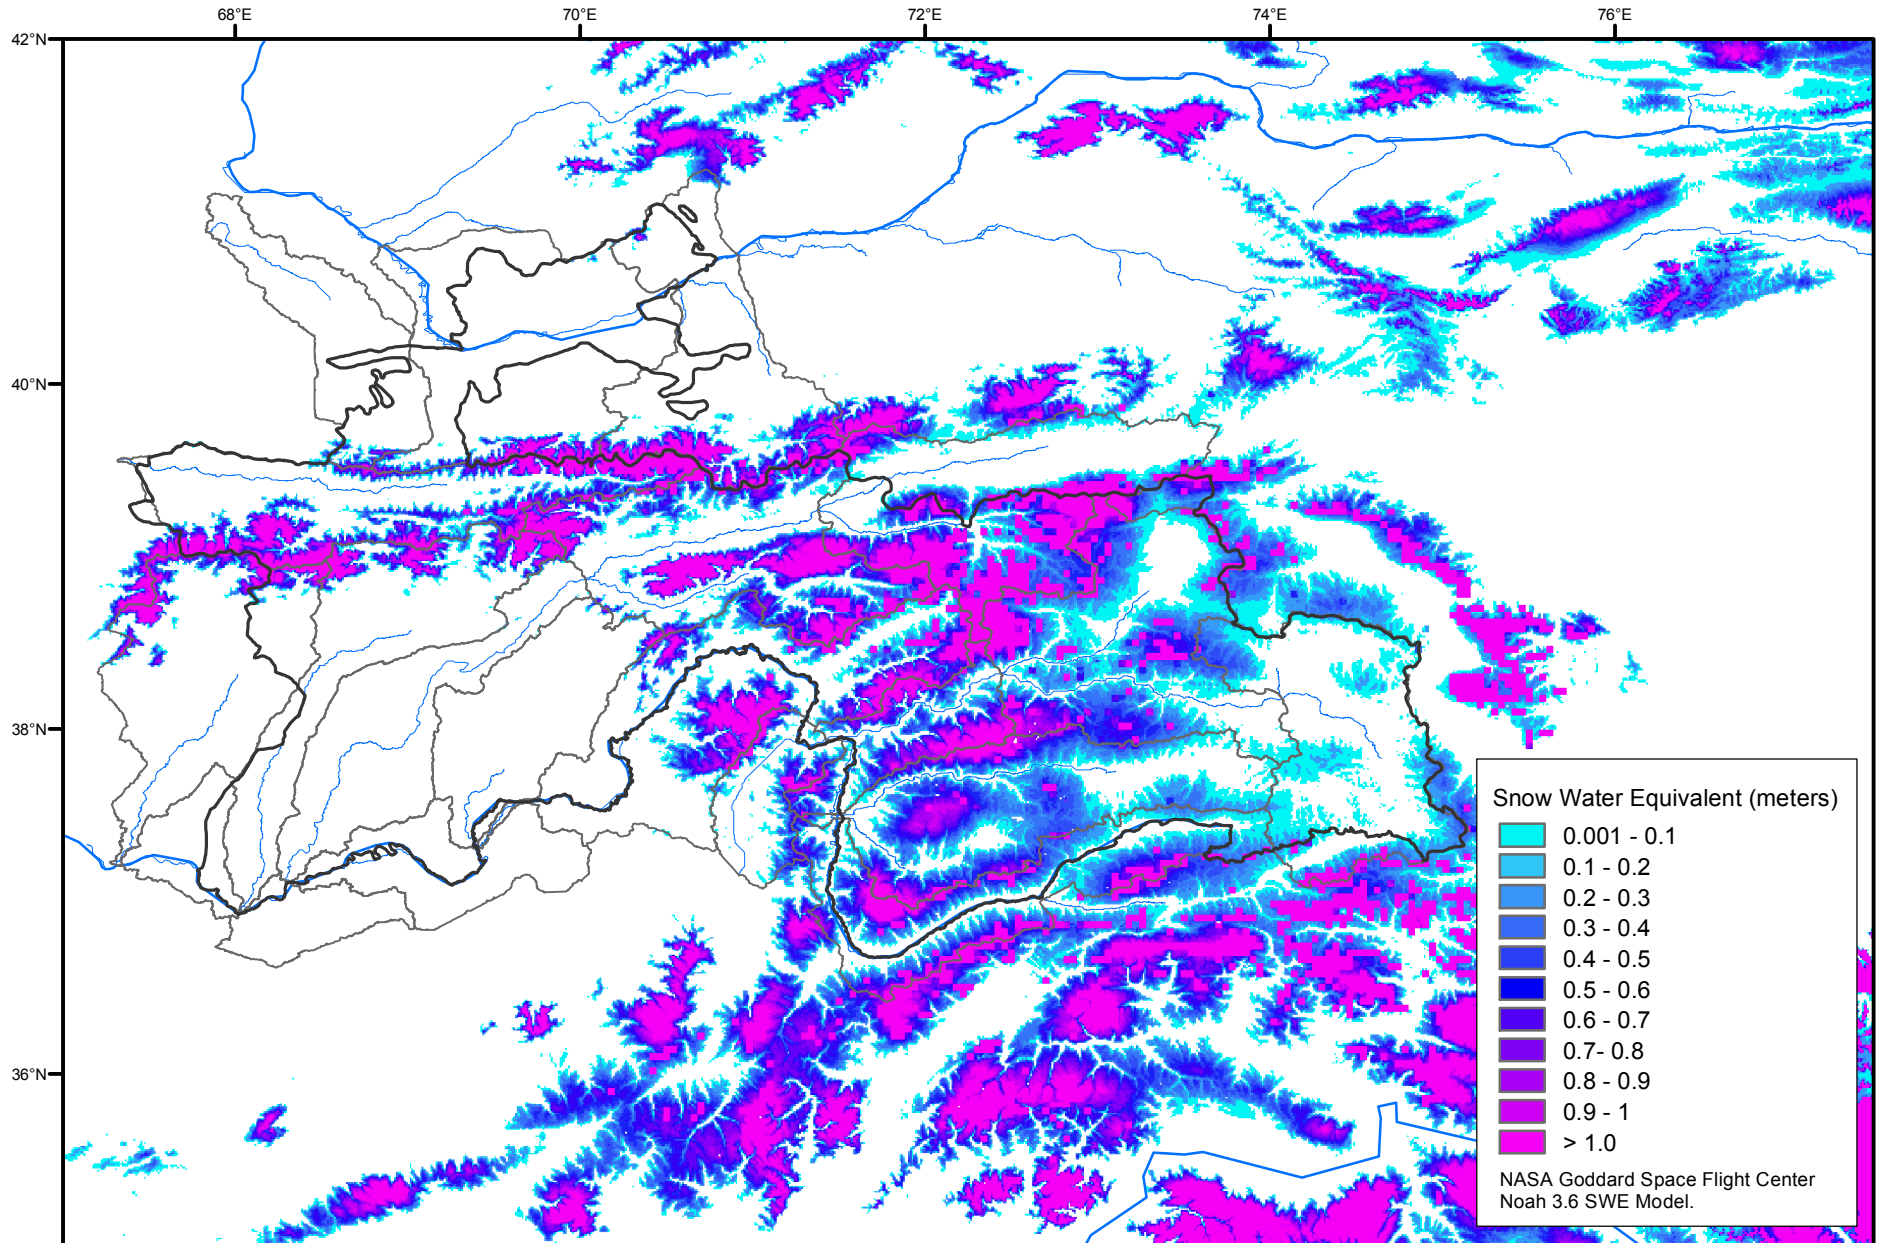 68°E 70°E 72°E 74°E 76°E
42°N
40°N
38°N
36°N
Snow Water Equivalent (meters)
0.001 - 0.1
0.1 - 0.2
0.2 - 0.3
0.3 - 0.4
0.4 - 0.5
0.5 - 0.6
0.6 - 0.7
0.7- 0.8
0.8 - 0.9
0.9 - 1
> 1.0
NASA Goddard Space Flight Center
Noah 3.6 SWE Model.